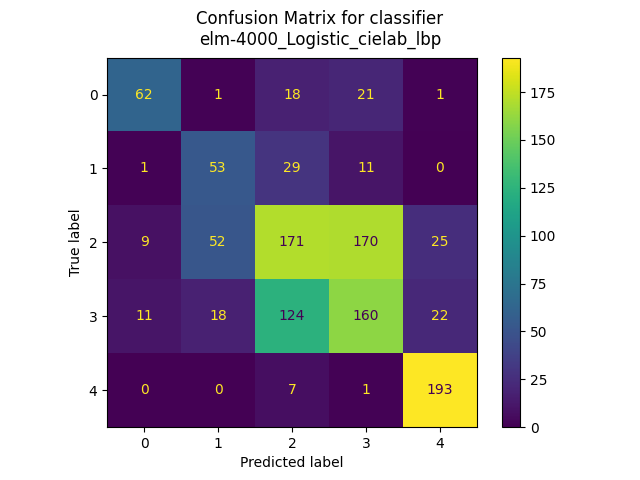 Confusion Matrix for classifier
elm-4000_Logistic_cielab_lbp
True label
0 62 1 18 21 1
1 1 53 29 11 0
2 9 52 171 170 25
3 11 18 124 160 22
4 0 0 7 1 193
0 1 2 3 4
Predicted label
175
150
125
100
75
50
25
0